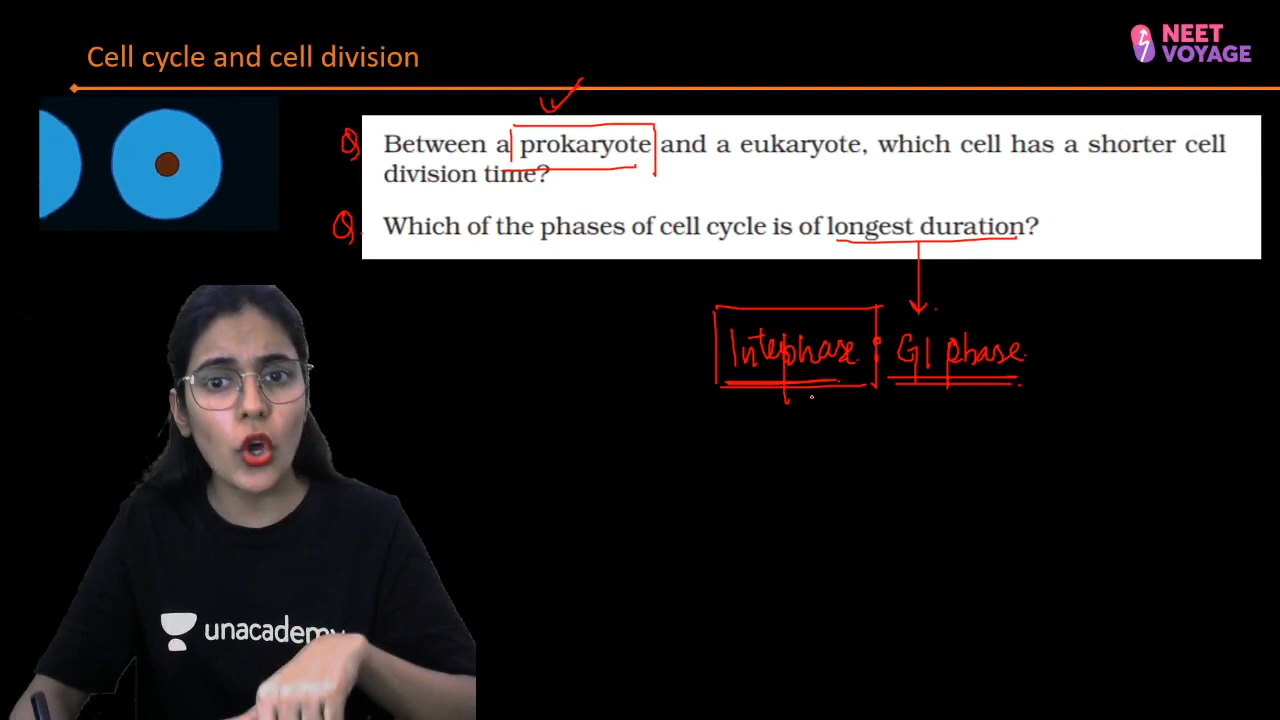 Cell cycle and cell division
NEET
VOYAGE
Q Between a prokaryote and a eukaryote, which cell has a shorter cell
division time?
Q. Which of the phases of cell cycle is of longest duration?
Interphase : G1 phase
unacademy